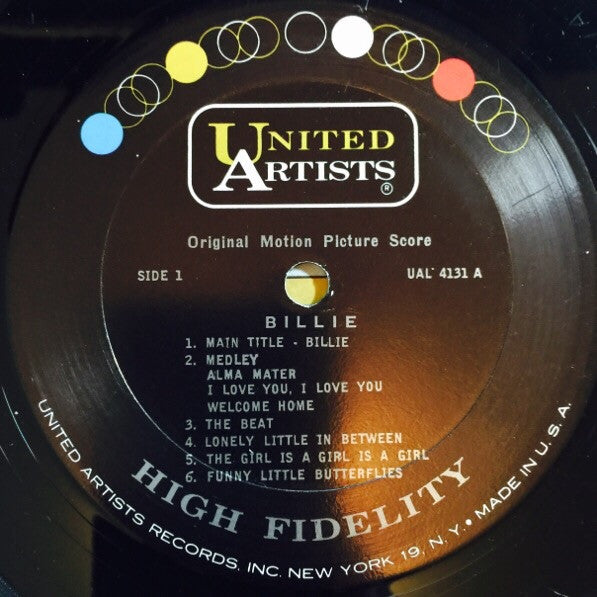 UNITED
ARTISTS®
Original Motion Picture Score
SIDE 1
UAL 4131 A
BILLIE
1. MAIN TITLE - BILLIE
2. MEDLEY
ALMA MATER
I LOVE YOU, I LOVE YOU
WELCOME HOME
3. THE BEAT
4. LONELY LITTLE IN BETWEEN
5. THE GIRL IS A GIRL IS A GIRL
6. FUNNY LITTLE BUTTERFLIES
HIGH FIDELITY
UNITED ARTISTS RECORDS, INC. NEW YORK 19, N. Y. • MADE IN U.S.A.